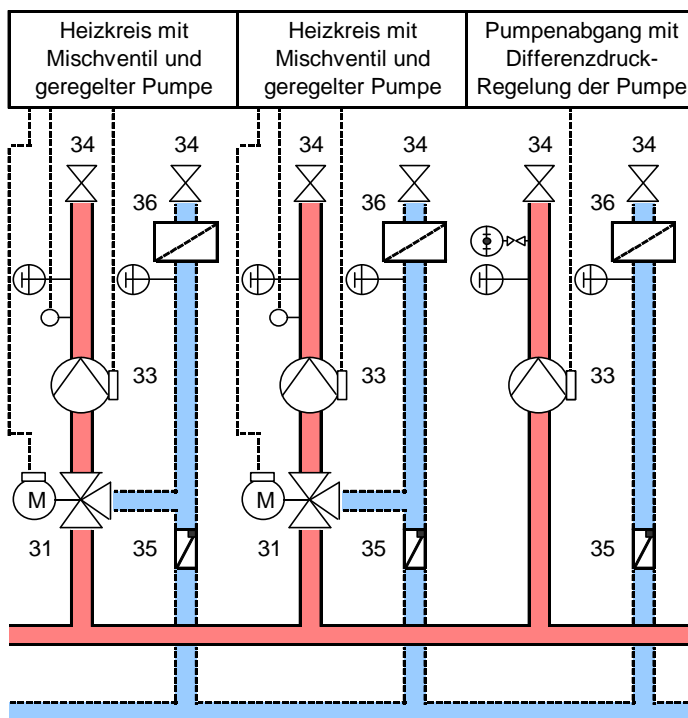 Heizkreis mit
Mischventil und
geregelter Pumpe
Heizkreis mit
Mischventil und
geregelter Pumpe
Pumpenabgang mit
Differenzdruck-
Regelung der Pumpe
34 34 34 34 34 34
36 36 36
33 33 33
M M
31 35 31 35 35